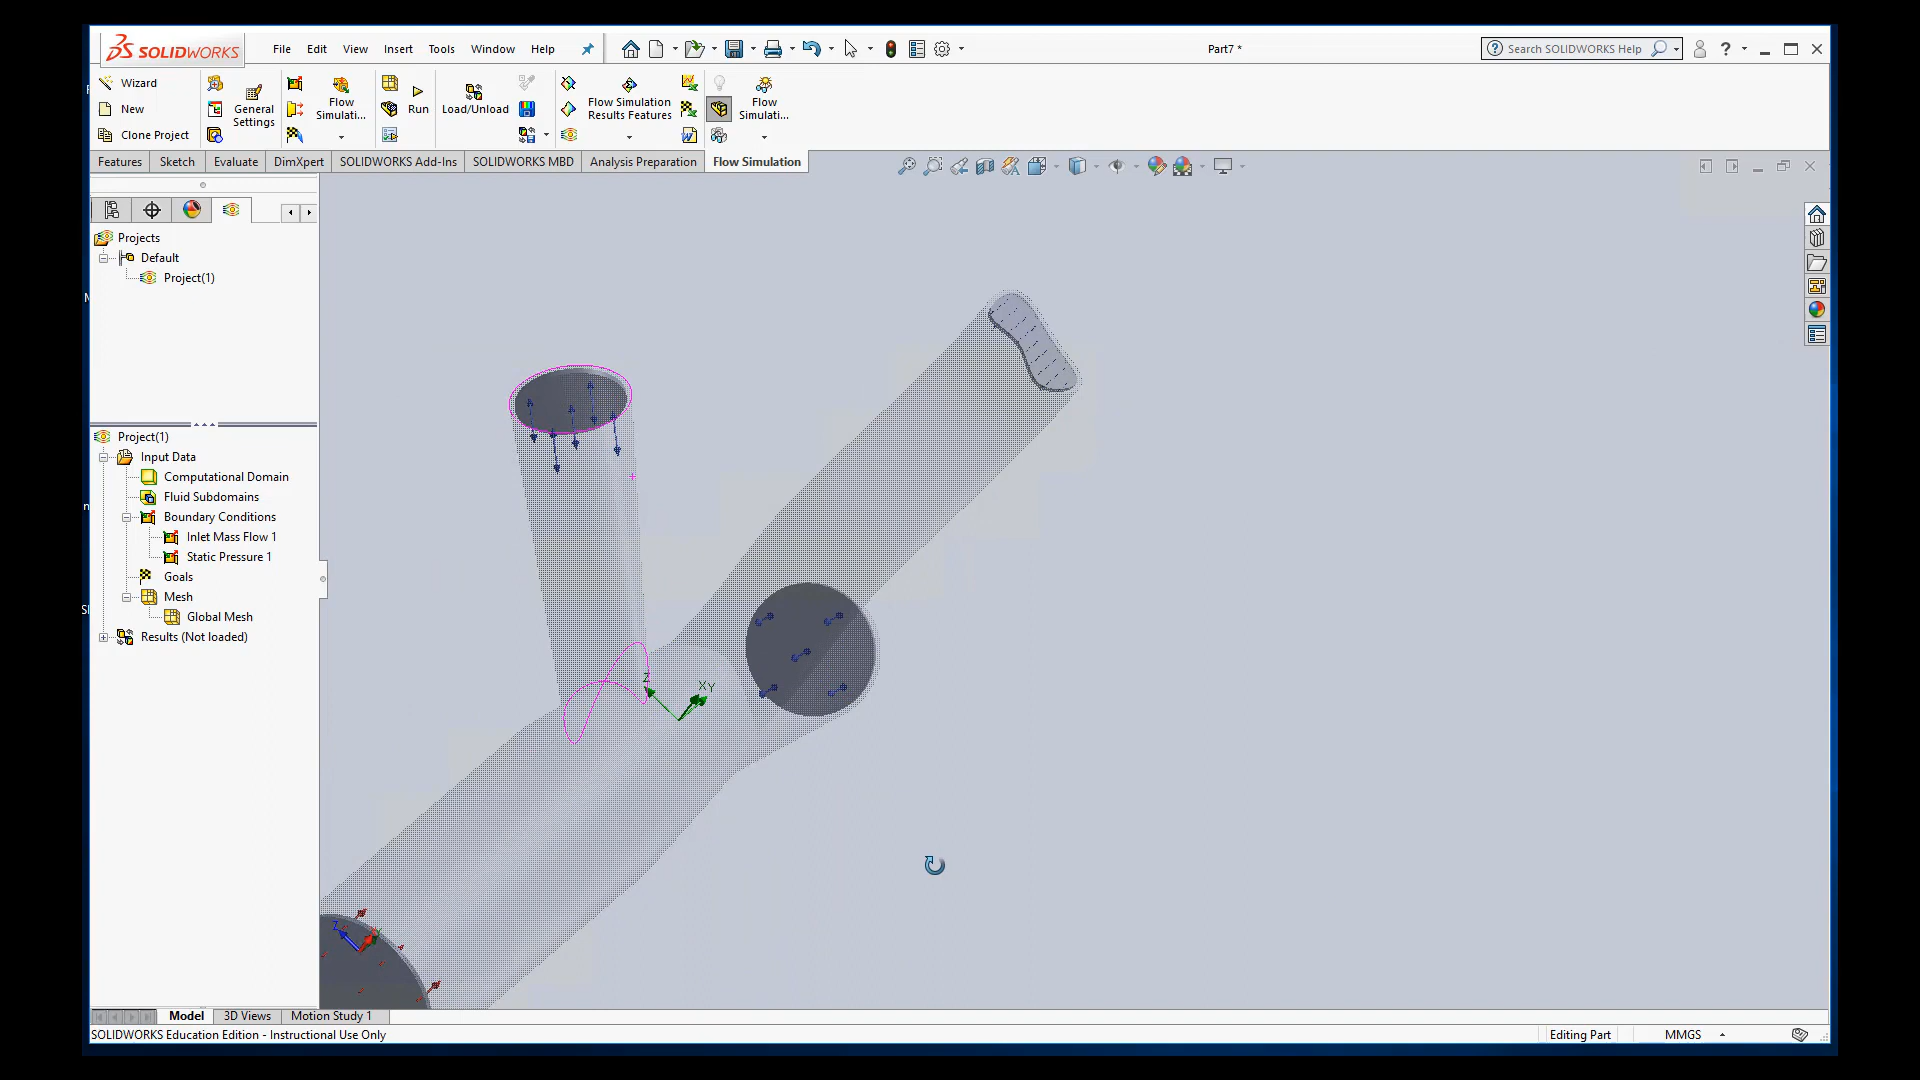 SOLIDWORKS File Edit View Insert Tools Window Help Part7 * Search SOLIDWORKS Help ?
Wizard
New
Clone Project
General
Settings
Flow
Simulati...
Run
Load/Unload
Flow Simulation
Results Features
Flow
Simulati...
Features Sketch Evaluate DimXpert SOLIDWORKS Add-Ins SOLIDWORKS MBD Analysis Preparation Flow Simulation
Projects
Default
Project(1)
Project(1)
Input Data
Computational Domain
Fluid Subdomains
Boundary Conditions
Inlet Mass Flow 1
Static Pressure 1
Goals
Mesh
Global Mesh
Results (Not loaded)
Z XY
Z Y
Model 3D Views Motion Study 1
SOLIDWORKS Education Edition - Instructional Use Only Editing Part MMGS